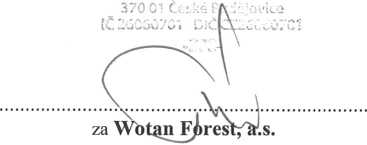 370 01 České Budějovice
IČ 26060701 DIČ CZ26060701
za Wotan Forest, a.s.